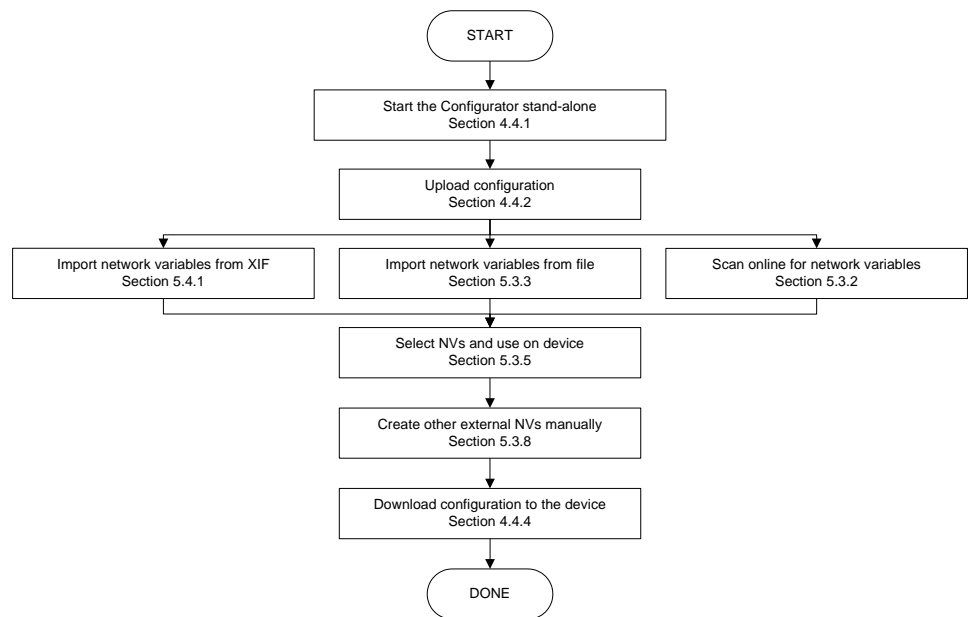 START
Start the Configurator stand-alone
Section 4.4.1
Upload configuration
Section 4.4.2
Import network variables from XIF
Section 5.4.1
Import network variables from file
Section 5.3.3
Scan online for network variables
Section 5.3.2
Select NVs and use on device
Section 5.3.5
Create other external NVs manually
Section 5.3.8
Download configuration to the device
Section 4.4.4
DONE